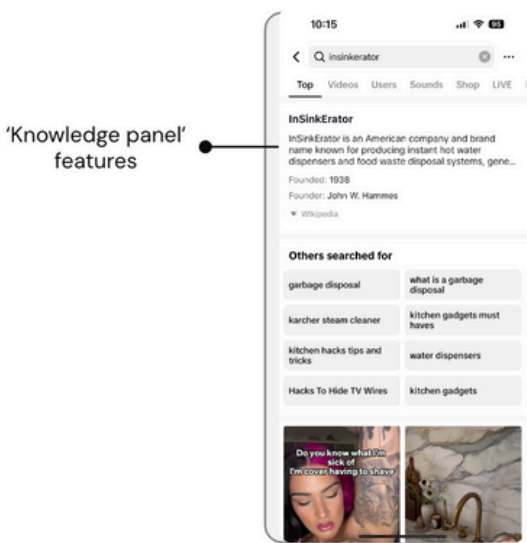 'Knowledge panel'
features
10:15
95
insinkerator
Top Videos Users Sounds Shop LIVE
InSinkErator
InSinkErator is an American company and brand
name known for producing instant hot water
dispensers and food waste disposal systems, gene...
Founded: 1938
Founder: John W. Hammes
Wikipedia
Others searched for
garbage disposal
what is a garbage
disposal
karcher steam cleaner
kitchen gadgets must
haves
kitchen hacks tips and
tricks
water dispensers
Hacks To Hide TV Wires
kitchen gadgets
Do you know what I'm
sick of
I'm cover having to shave